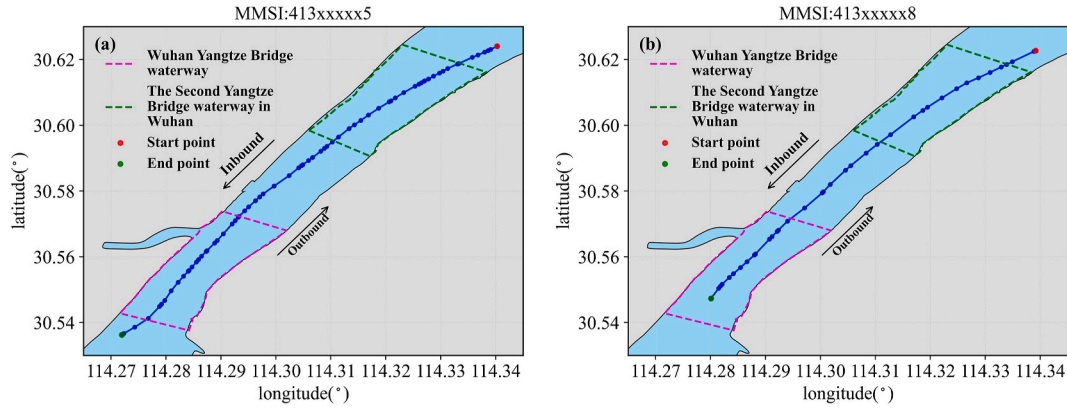 MMSI:413xxxxx5
(a)
Wuhan Yangtze Bridge
waterway
The Second Yangtze
Bridge waterway in
Wuhan
Start point
End point
Inbound
Outbound
30.62
30.60
30.58
30.56
30.54
latitude(°)
114.27 114.28 114.29 114.30 114.31 114.32 114.33 114.34
longitude(°)
MMSI:413xxxxx8
(b)
Wuhan Yangtze Bridge
waterway
The Second Yangtze
Bridge waterway in
Wuhan
Start point
End point
Inbound
Outbound
30.62
30.60
30.58
30.56
30.54
latitude(°)
114.27 114.28 114.29 114.30 114.31 114.32 114.33 114.34
longitude(°)